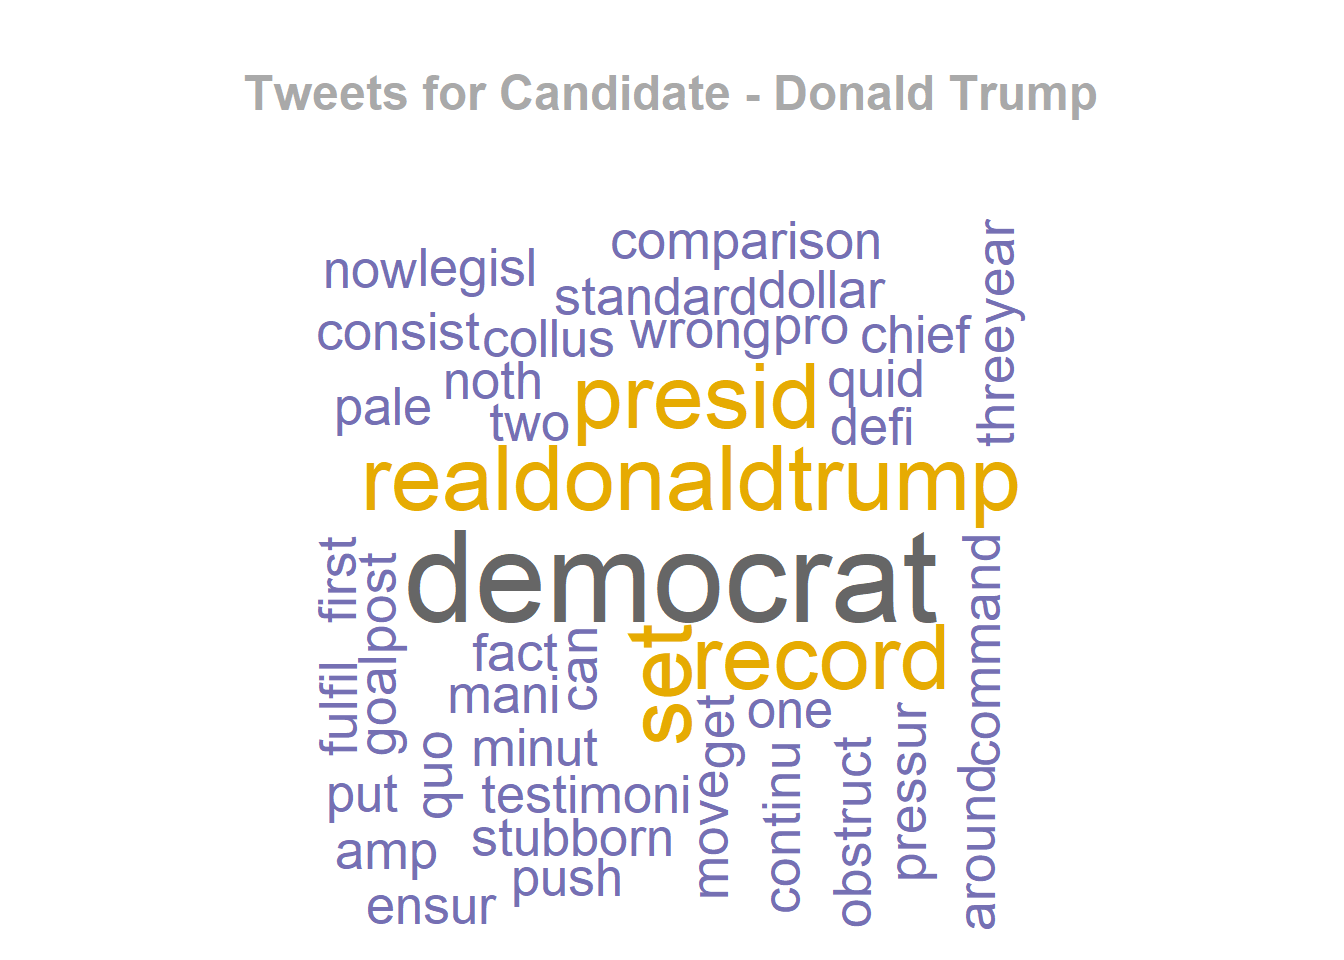 Tweets for Candidate - Donald Trump
comparison
threeyear
nowlegisl
standard
dollar
consist
collus
wrong
pro
chief
noth
presid
quid
pale
two
defi
realdonaldtrump
democrat
first
post
command
fact
can
set
record
fulfil
goal
mani
get
one
pressur
quo
minut
move
continu
obstruct
around
put
testimoni
amp
stubborn
push
ensur